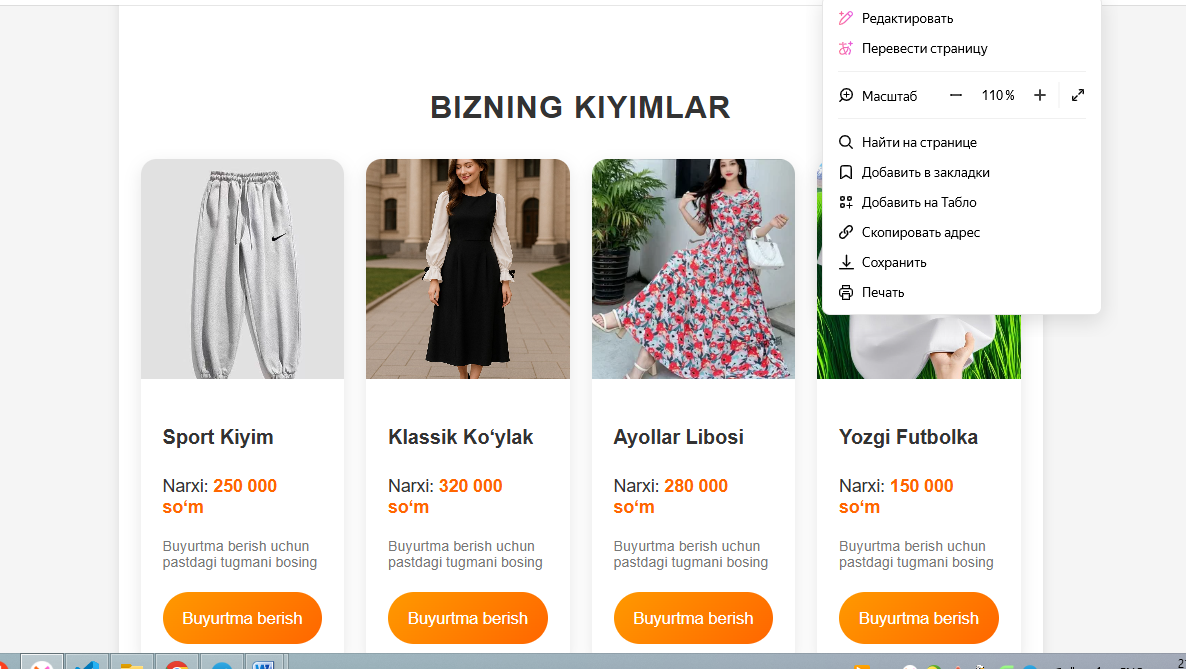 Редактировать
Перевести страницу
Масштаб
110%
Найти на странице
Добавить в закладки
Добавить на Табло
Скопировать адрес
Сохранить
Печать
BIZNING KIYIMLAR
Sport Kiyim
Narxi: 250 000
so‘m
Buyurtma berish uchun
pastdagi tugmani bosing
Buyurtma berish
Klassik Ko‘ylak
Narxi: 320 000
so‘m
Buyurtma berish uchun
pastdagi tugmani bosing
Buyurtma berish
Ayollar Libosi
Narxi: 280 000
so‘m
Buyurtma berish uchun
pastdagi tugmani bosing
Buyurtma berish
Yozgi Futbolka
Narxi: 150 000
so‘m
Buyurtma berish uchun
pastdagi tugmani bosing
Buyurtma berish